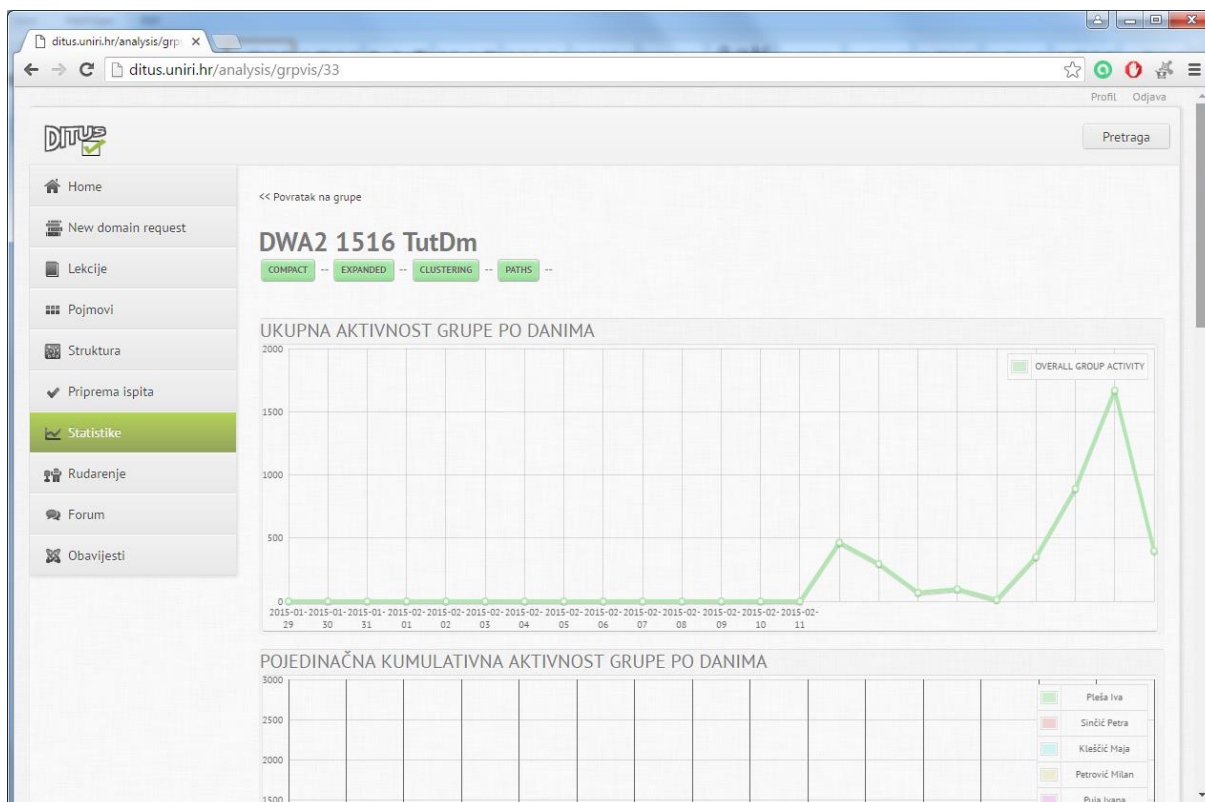 ditus.uniri.hr/analysis/grp
ditus.uniri.hr/analysis/grpvis/33
Profil Odjava
DITUS
Pretraga
Home
New domain request
Lekcije
Pojmovi
Struktura
Priprema ispita
Statistike
Rudarenje
Forum
Obavijesti
<< Povratak na grupe
DWA2 1516 TutDm
COMPACT -- EXPANDED -- CLUSTERING -- PATHS --
UKUPNA AKTIVNOST GRUPE PO DANIMA
2000
OVERALL GROUP ACTIVITY
1500
1000
500
0
2015-01-29 2015-01-30 2015-01-31 2015-02-01 2015-02-02 2015-02-03 2015-02-04 2015-02-05 2015-02-06 2015-02-07 2015-02-08 2015-02-09 2015-02-10 2015-02-11
POJEDINAČNA KUMULATIVNA AKTIVNOST GRUPE PO DANIMA
3000
Pleša Iva
2500
Sinčić Petra
Kleščić Maja
2000
Petrović Milan
1500
Puja Ivana